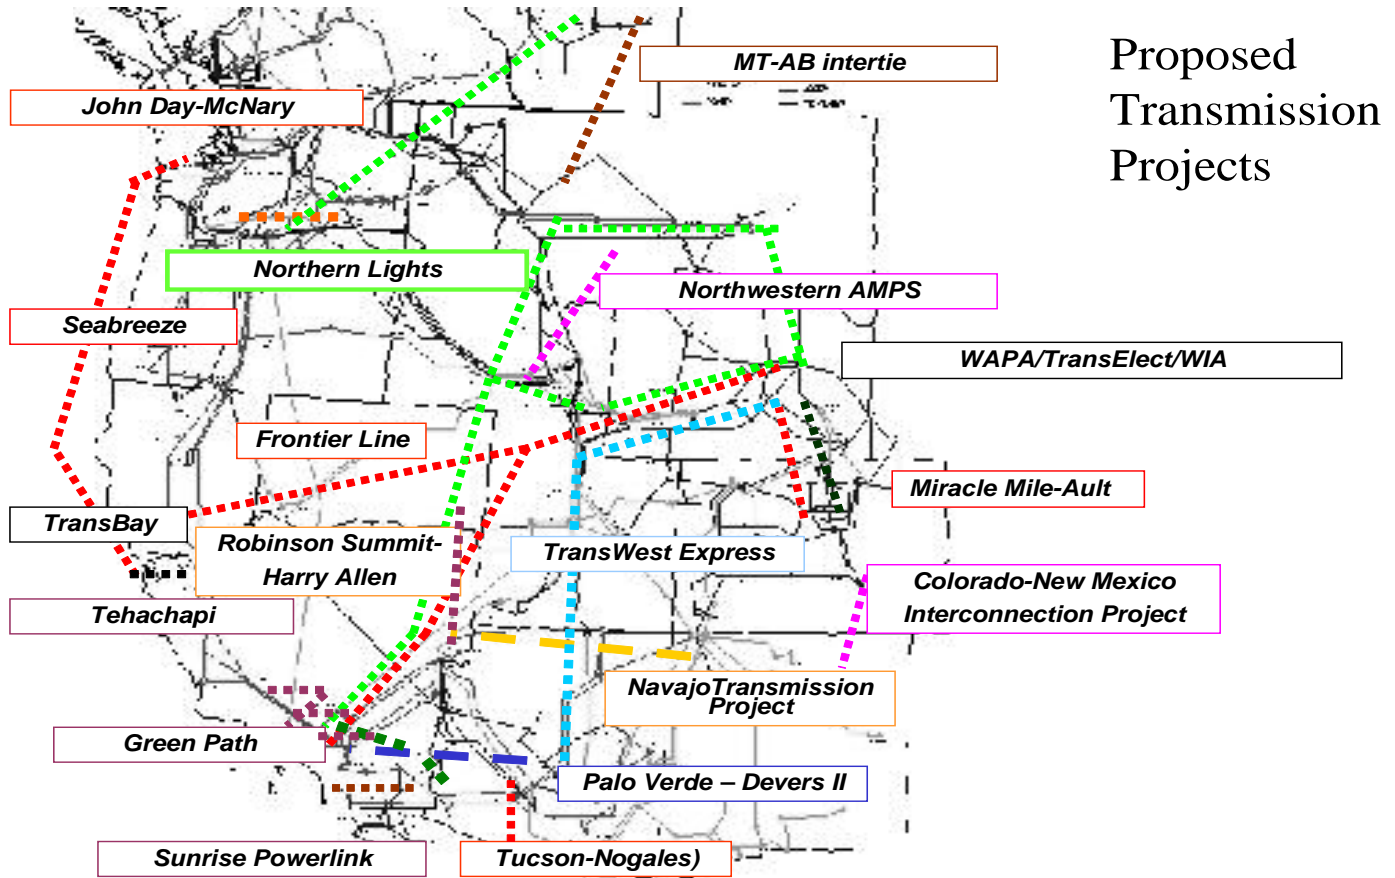 Proposed
Transmission
Projects
MT-AB intertie
John Day-McNary
Northern Lights
Northwestern AMPS
Seabreeze
WAPA/TransElect/WIA
Frontier Line
Miracle Mile-Ault
TransBay
Robinson Summit-
Harry Allen
TransWest Express
Colorado-New Mexico
Interconnection Project
Tehachapi
NavajoTransmission
Project
Green Path
Palo Verde – Devers II
Sunrise Powerlink
Tucson-Nogales)